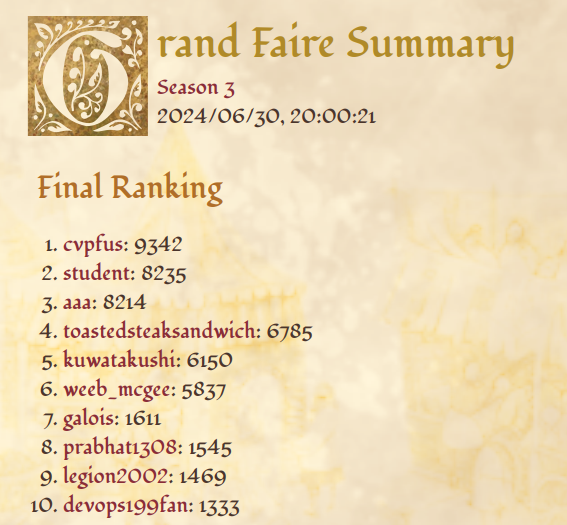 Grand Faire Summary
Season 3
2024/06/30, 20:00:21
Final Ranking
1. cvpfus: 9342
2. student: 8235
3. aaa: 8214
4. toastedsteaksandwich: 6785
5. kuwatakushi: 6150
6. weeb_mcgee: 5837
7. galois: 1611
8. prabhat1308: 1545
9. legion2002: 1469
10. devops199fan: 1333